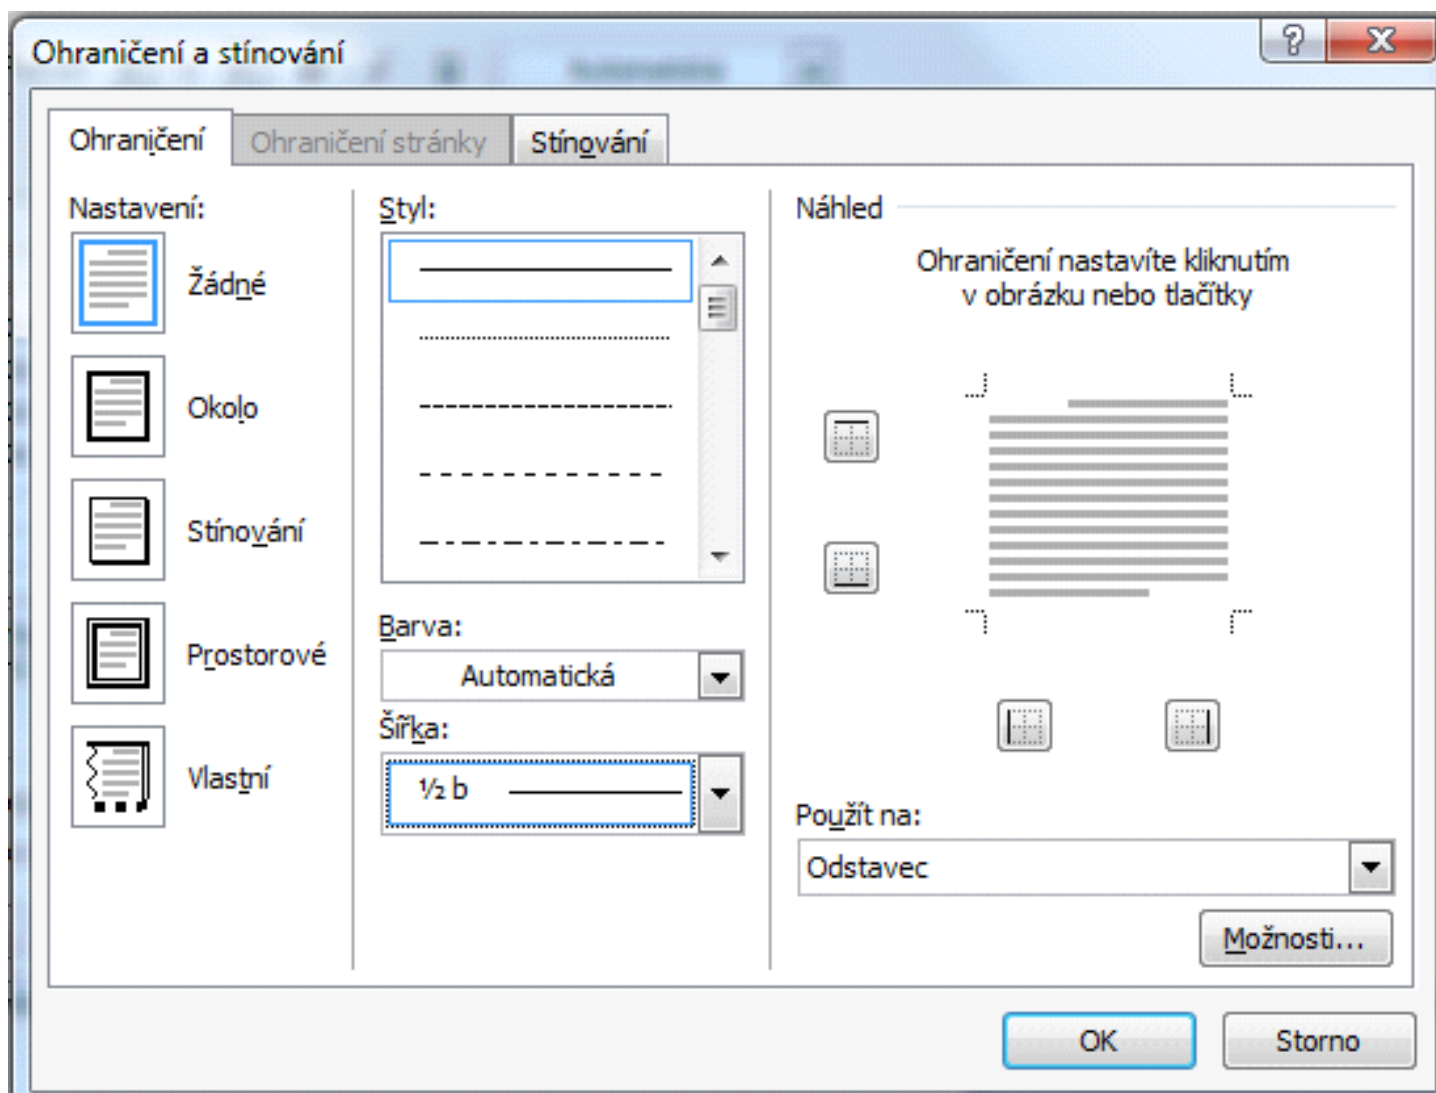 Ohraničení a stínování
Ohraničení
Ohraničení stránky
Stínování
Nastavení:
Žádné
Okolo
Stínování
Prostorové
Vlastní
Styl:
Barva:
Automatická
Šířka:
½ b
Náhled
Ohraničení nastavíte kliknutím
v obrázku nebo tlačítky
Použít na:
Odstavec
Možnosti...
OK
Storno